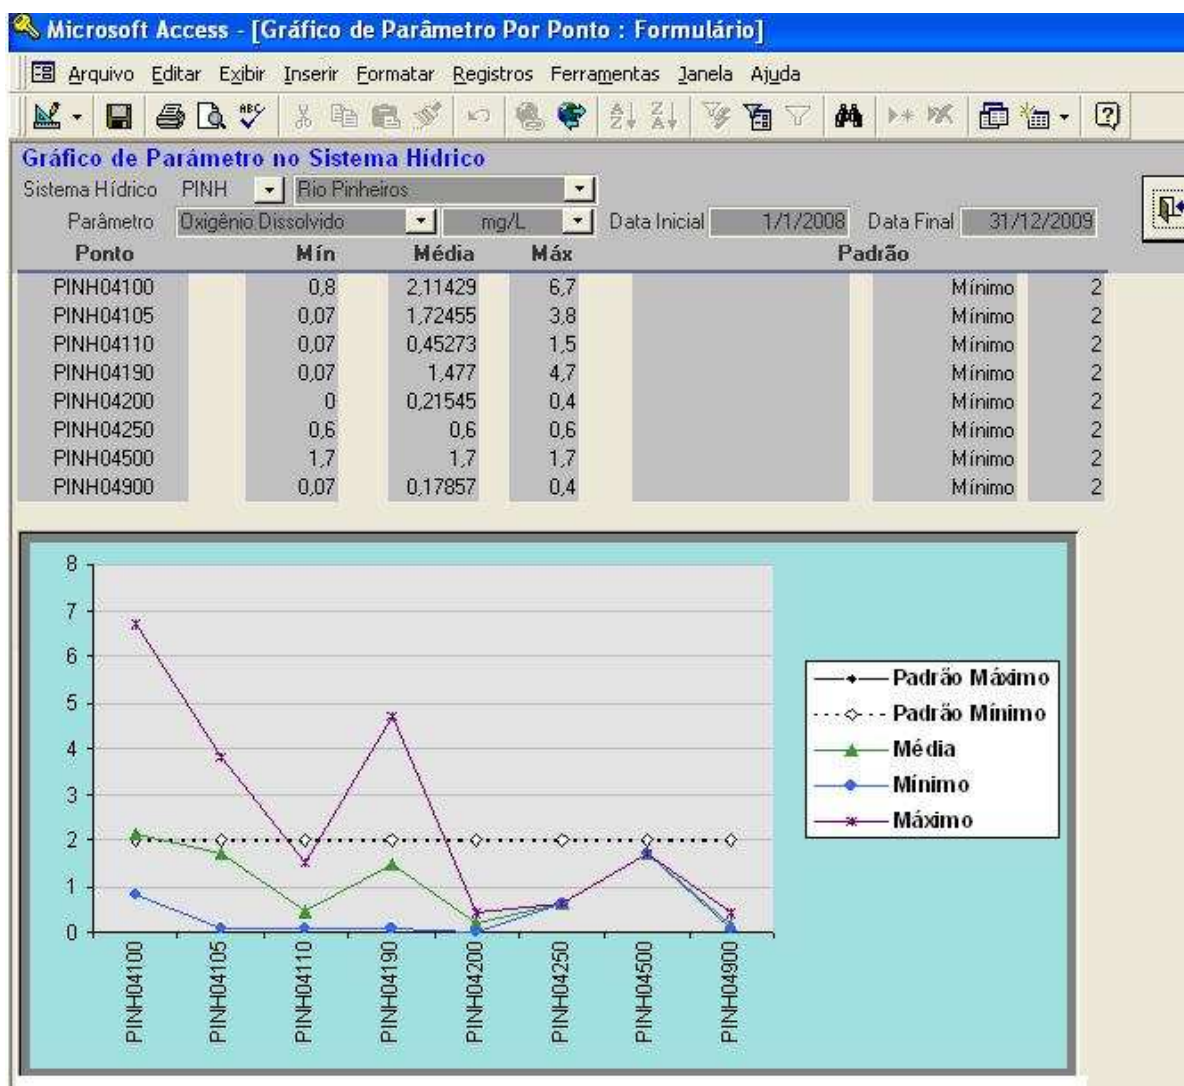 Microsoft Access - [Gráfico de Parâmetro Por Ponto : Formulário]
Arquivo Editar Exibir Inserir Formatar Registros Ferramentas Janela Ajuda
Gráfico de Parâmetro no Sistema Hídrico
Sistema Hídrico PINH Rio Pinheiros
Parâmetro Oxigênio Dissolvido mg/L Data Inicial 1/1/2008 Data Final 31/12/2009
Ponto Mín Média Máx Padrão
PINH04100 0,8 2,11429 6,7 Mínimo 2
PINH04105 0,07 1,72455 3,8 Mínimo 2
PINH04110 0,07 0,45273 1,5 Mínimo 2
PINH04190 0,07 1,477 4,7 Mínimo 2
PINH04200 0 0,21545 0,4 Mínimo 2
PINH04250 0,6 0,6 0,6 Mínimo 2
PINH04500 1,7 1,7 1,7 Mínimo 2
PINH04900 0,07 0,17857 0,4 Mínimo 2
8
7
6
5
4
3
2
1
0
PINH04100 PINH04105 PINH04110 PINH04190 PINH04200 PINH04250 PINH04500 PINH04900
Padrão Máximo
Padrão Mínimo
Média
Mínimo
Máximo